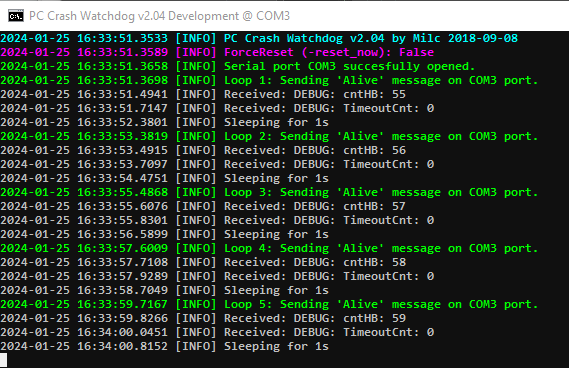 C:\. PC Crash Watchdog v2.04 Development @ COM3
2024-01-25 16:33:51.3533 [INFO] PC Crash Watchdog v2.04 by Milc 2018-09-08
2024-01-25 16:33:51.3589 [INFO] ForceReset (-reset_now): False
2024-01-25 16:33:51.3658 [INFO] Serial port COM3 succesfully opened.
2024-01-25 16:33:51.3698 [INFO] Loop 1: Sending 'Alive' message on COM3 port.
2024-01-25 16:33:51.4941 [INFO] Received: DEBUG: cntHB: 55
2024-01-25 16:33:51.7147 [INFO] Received: DEBUG: TimeoutCnt: 0
2024-01-25 16:33:52.3801 [INFO] Sleeping for 1s
2024-01-25 16:33:53.3819 [INFO] Loop 2: Sending 'Alive' message on COM3 port.
2024-01-25 16:33:53.4915 [INFO] Received: DEBUG: cntHB: 56
2024-01-25 16:33:53.7097 [INFO] Received: DEBUG: TimeoutCnt: 0
2024-01-25 16:33:54.4751 [INFO] Sleeping for 1s
2024-01-25 16:33:55.4868 [INFO] Loop 3: Sending 'Alive' message on COM3 port.
2024-01-25 16:33:55.6076 [INFO] Received: DEBUG: cntHB: 57
2024-01-25 16:33:55.8301 [INFO] Received: DEBUG: TimeoutCnt: 0
2024-01-25 16:33:56.5899 [INFO] Sleeping for 1s
2024-01-25 16:33:57.6009 [INFO] Loop 4: Sending 'Alive' message on COM3 port.
2024-01-25 16:33:57.7108 [INFO] Received: DEBUG: cntHB: 58
2024-01-25 16:33:57.9289 [INFO] Received: DEBUG: TimeoutCnt: 0
2024-01-25 16:33:58.7049 [INFO] Sleeping for 1s
2024-01-25 16:33:59.7167 [INFO] Loop 5: Sending 'Alive' message on COM3 port.
2024-01-25 16:33:59.8266 [INFO] Received: DEBUG: cntHB: 59
2024-01-25 16:34:00.0451 [INFO] Received: DEBUG: TimeoutCnt: 0
2024-01-25 16:34:00.8152 [INFO] Sleeping for 1s